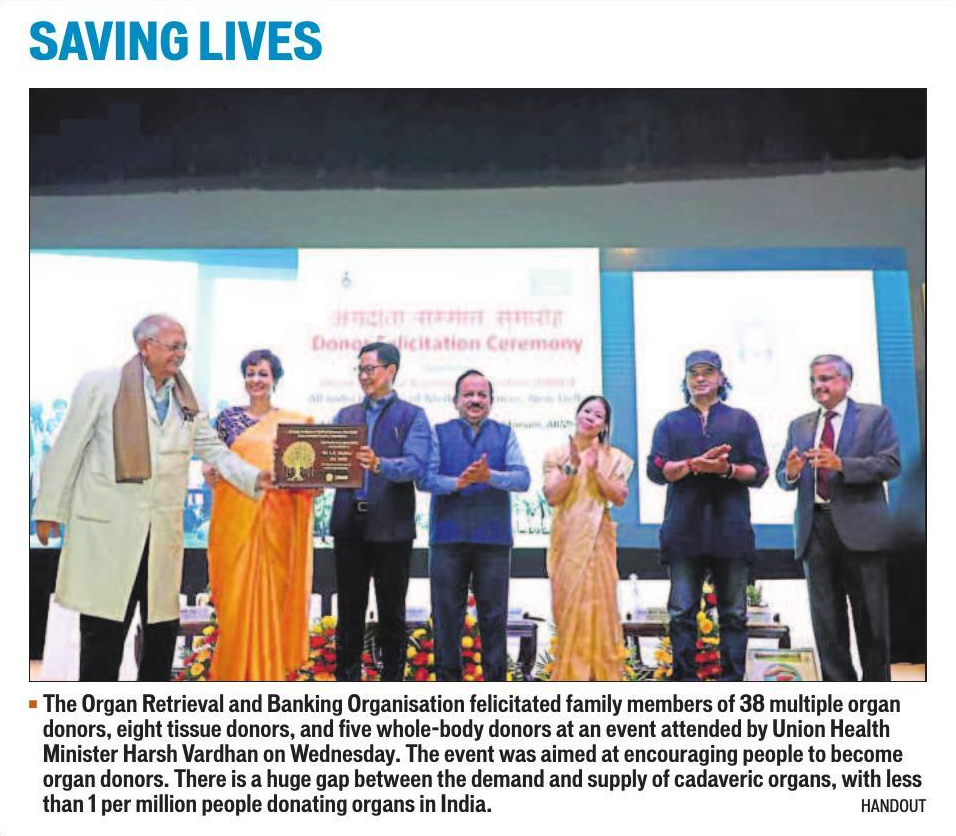 SAVING LIVES
अंगदाता सम्मान समारोह
Donor Felicitation Ceremony
■ The Organ Retrieval and Banking Organisation felicitated family members of 38 multiple organ
donors, eight tissue donors, and five whole-body donors at an event attended by Union Health
Minister Harsh Vardhan on Wednesday. The event was aimed at encouraging people to become
organ donors. There is a huge gap between the demand and supply of cadaveric organs, with less
than 1 per million people donating organs in India.
HANDOUT